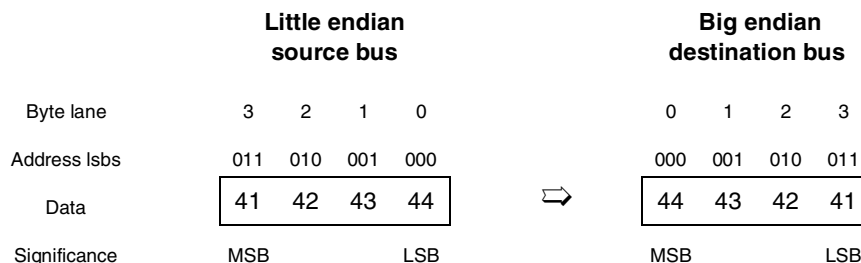 Little endian Big endian
source bus destination bus
Byte lane 3 2 1 0 0 1 2 3
Address lsbs 011 010 001 000 000 001 010 011
Data 41 42 43 44 ⇨ 44 43 42 41
Significance MSB LSB MSB LSB